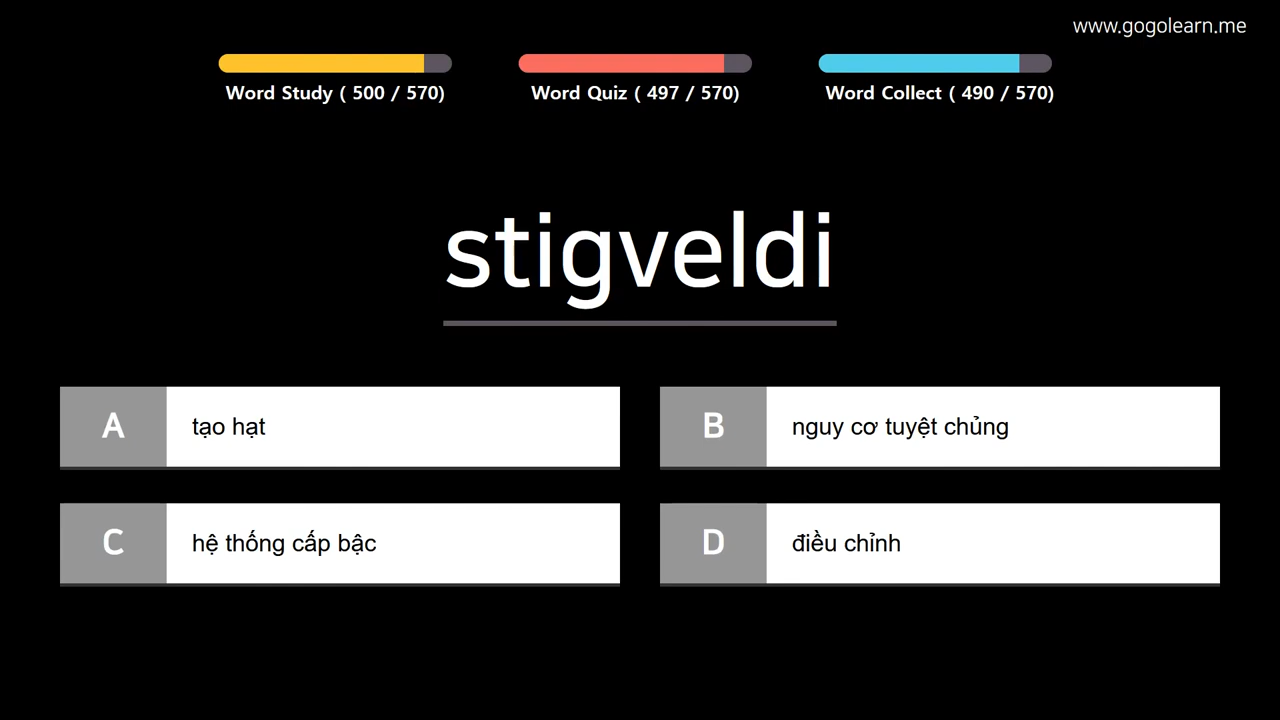 www.gogolearn.me
Word Study ( 500 / 570)
Word Quiz ( 497 / 570)
Word Collect ( 490 / 570)
stigveldi
A
tạo hạt
B
nguy cơ tuyệt chủng
C
hệ thống cấp bậc
D
điều chỉnh